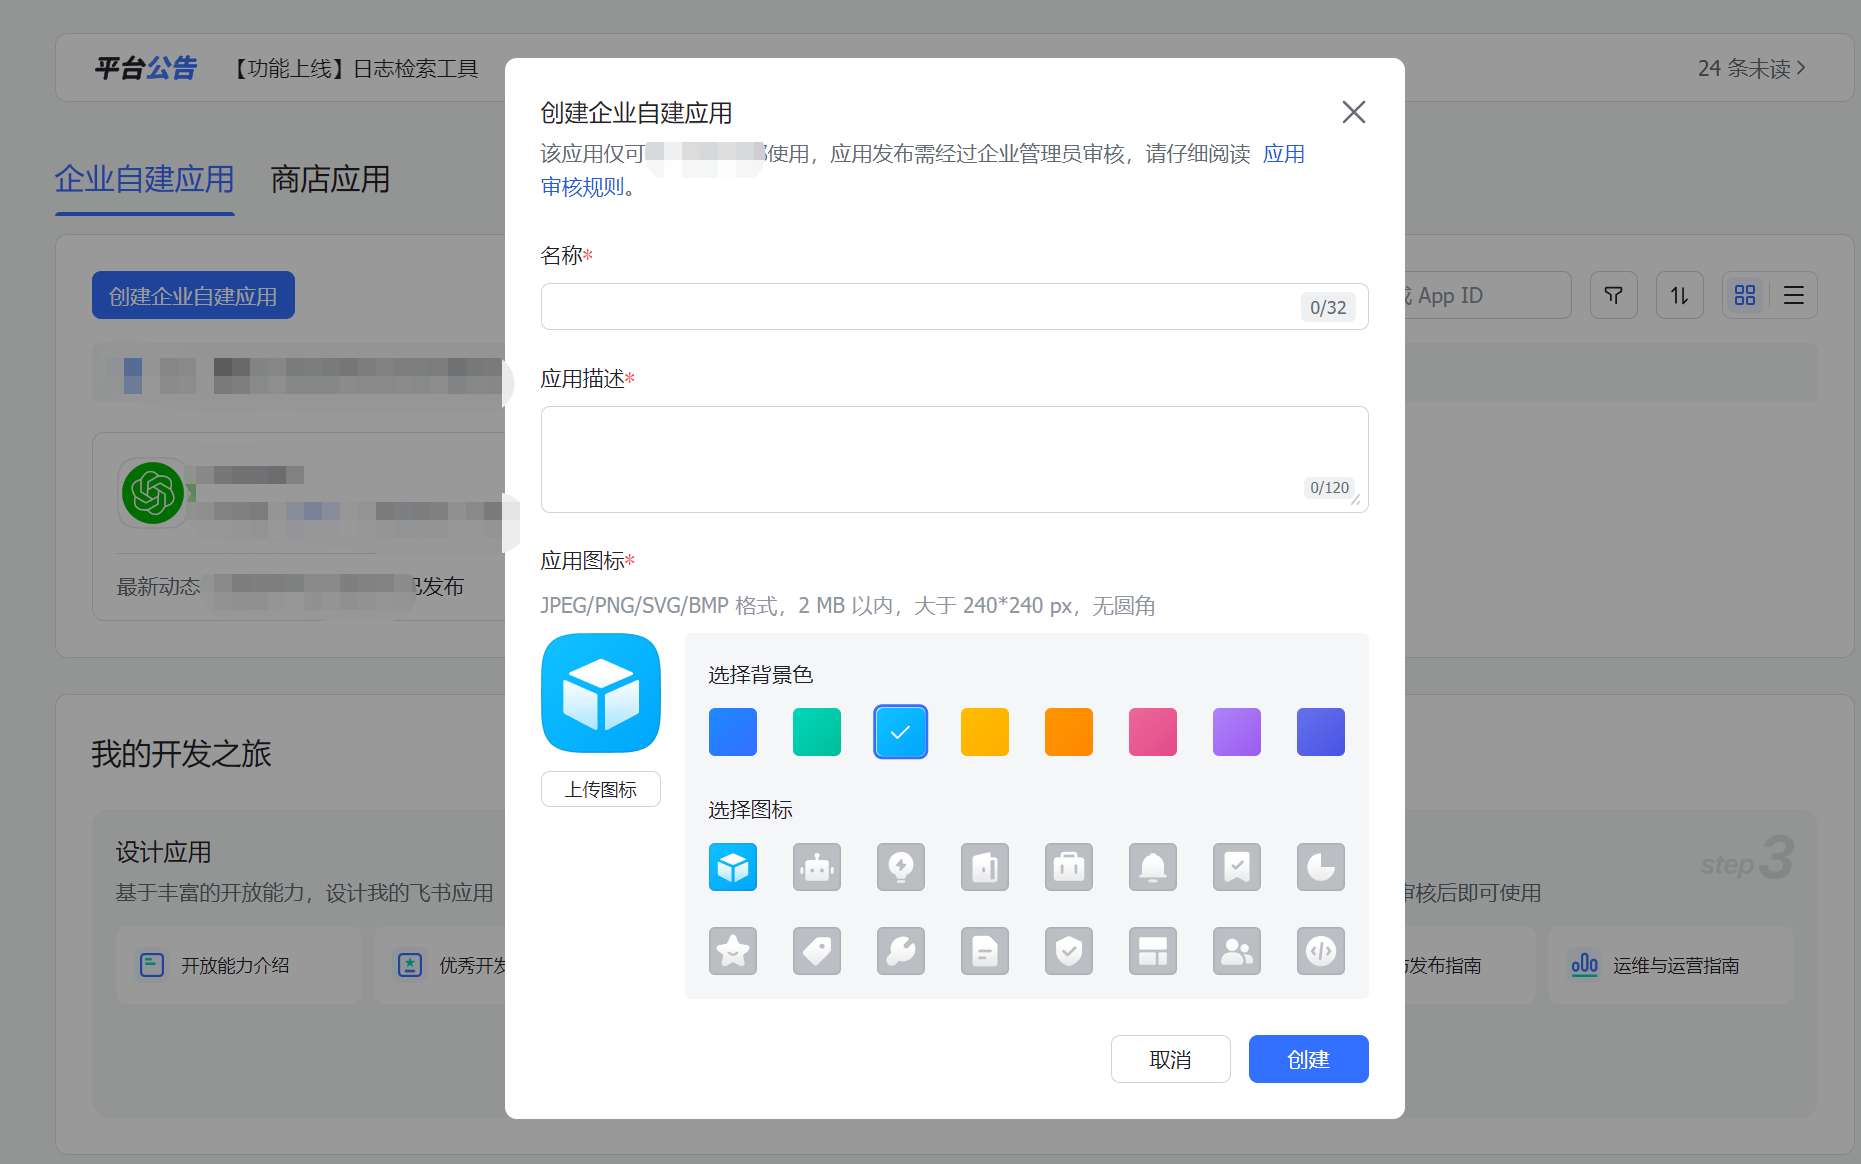 平台公告 【功能上线】日志检索工具
24 条未读
企业自建应用 商店应用
创建企业自建应用
App ID
最新动态
已发布
我的开发之旅
设计应用
基于丰富的开放能力，设计我的飞书应用
开放能力介绍
优秀开发
step 3
审核后即可使用
发布指南
运维与运营指南
创建企业自建应用
该应用仅可
使用，应用发布需经过企业管理员审核，请仔细阅读 应用
审核规则。
名称*
0/32
应用描述*
0/120
应用图标*
JPEG/PNG/SVG/BMP 格式，2 MB 以内，大于 240*240 px，无圆角
上传图标
选择背景色
选择图标
取消
创建